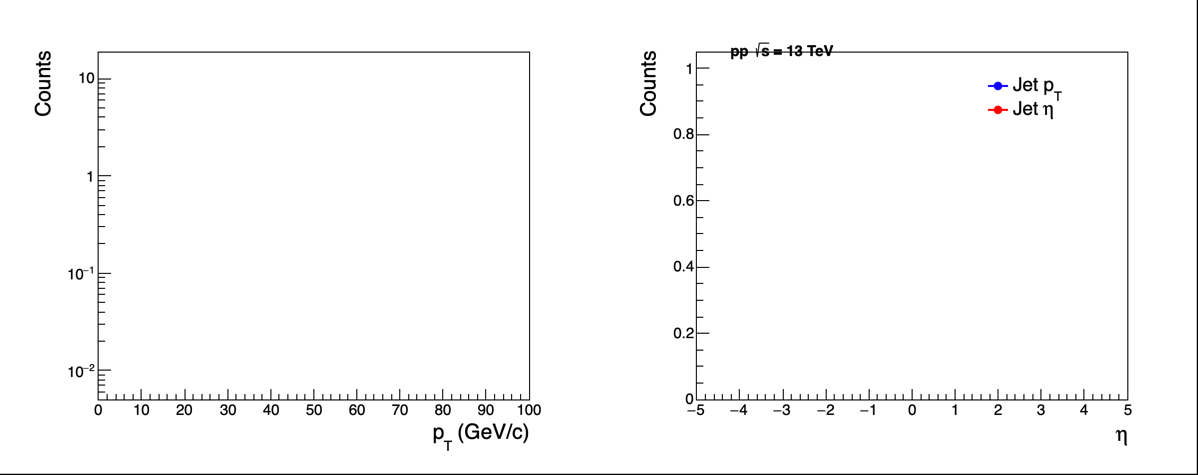 Counts
10
1
10−1
10−2
0 10 20 30 40 50 60 70 80 90 100
pT (GeV/c)
pp √s = 13 TeV
Counts
1
0.8
0.6
0.4
0.2
0
Jet pT
Jet η
−5 −4 −3 −2 −1 0 1 2 3 4 5
η